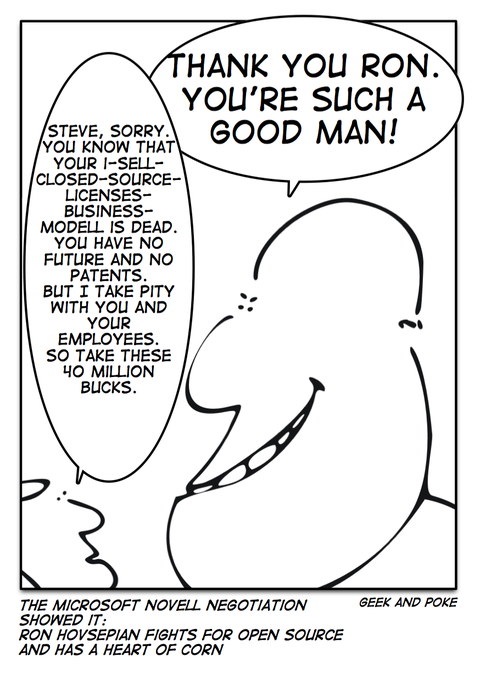 THANK YOU RON.
YOU'RE SUCH A
GOOD MAN!
STEVE, SORRY.
YOU KNOW THAT
YOUR I-SELL-
CLOSED-SOURCE-
LICENSES-
BUSINESS-
MODELL IS DEAD.
YOU HAVE NO
FUTURE AND NO
PATENTS.
BUT I TAKE PITY
WITH YOU AND
YOUR
EMPLOYEES.
SO TAKE THESE
40 MILLION
BUCKS.
THE MICROSOFT NOVELL NEGOTIATION
SHOWED IT:
RON HOVSEPIAN FIGHTS FOR OPEN SOURCE
AND HAS A HEART OF CORN
GEEK AND POKE